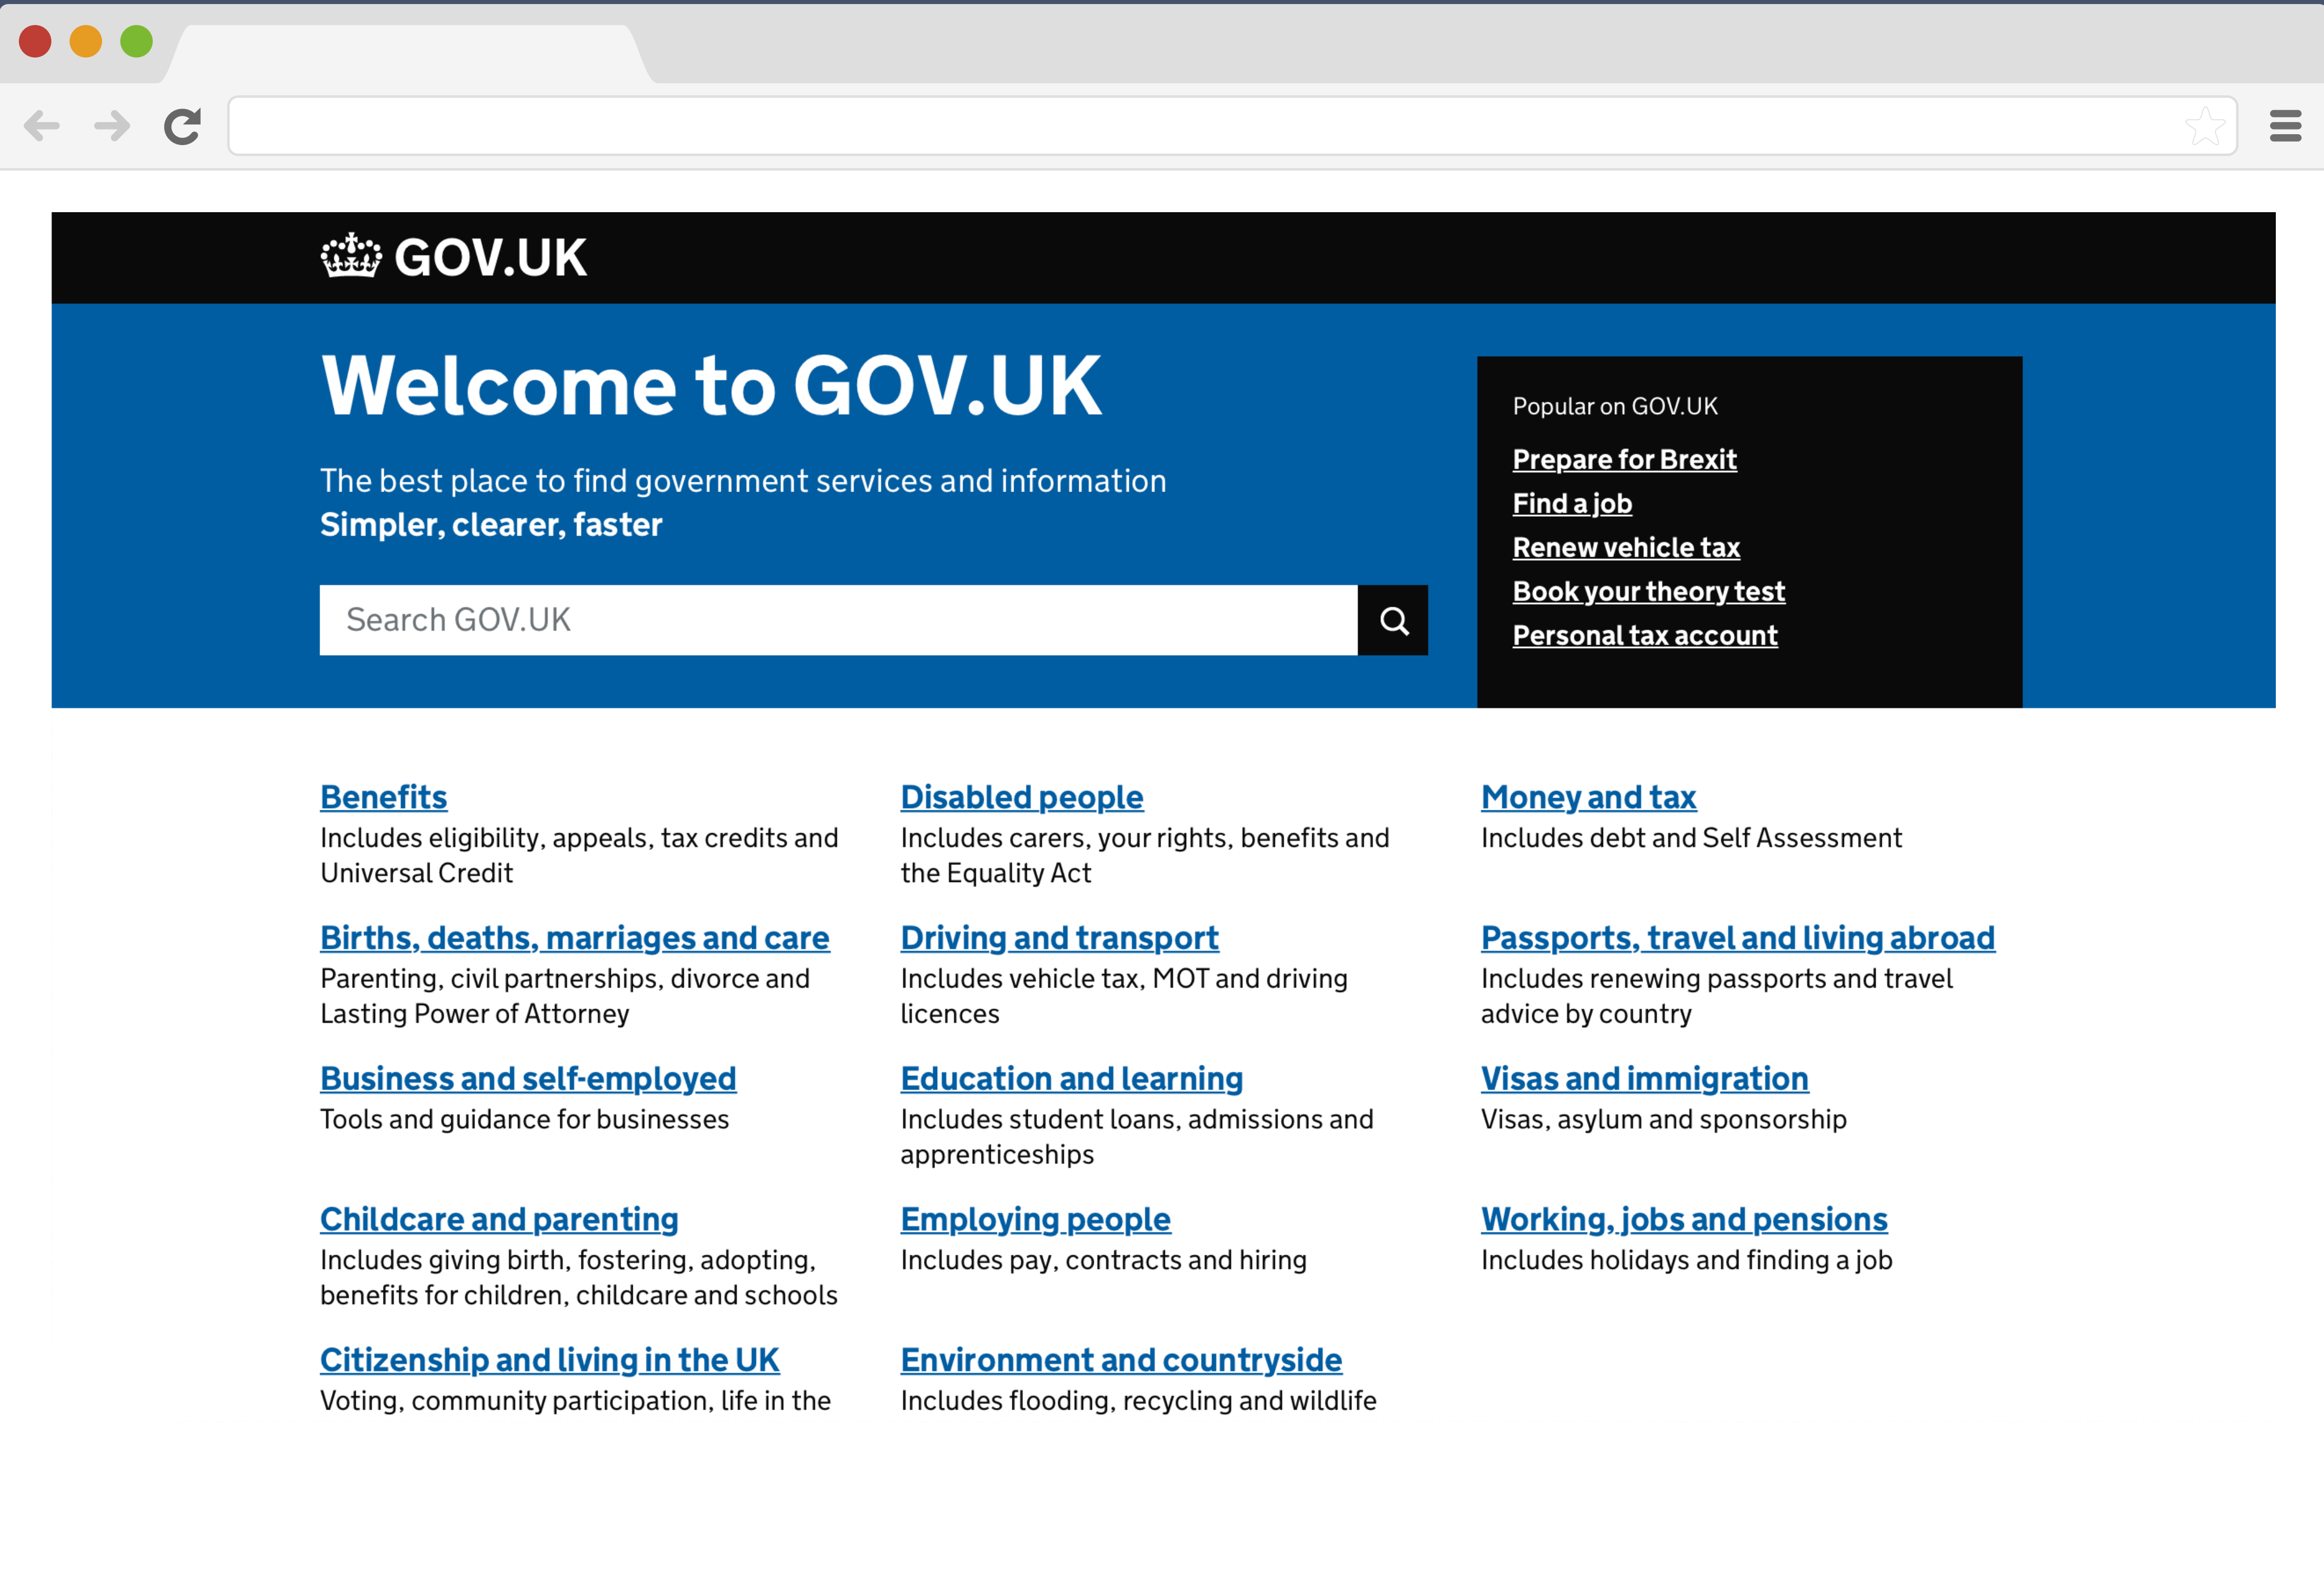 GOV.UK
Welcome to GOV.UK
The best place to find government services and information
Simpler, clearer, faster
Search GOV.UK
Popular on GOV.UK
Prepare for Brexit
Find a job
Renew vehicle tax
Book your theory test
Personal tax account
Benefits
Includes eligibility, appeals, tax credits and
Universal Credit
Births, deaths, marriages and care
Parenting, civil partnerships, divorce and
Lasting Power of Attorney
Business and self-employed
Tools and guidance for businesses
Childcare and parenting
Includes giving birth, fostering, adopting,
benefits for children, childcare and schools
Citizenship and living in the UK
Voting, community participation, life in the
Disabled people
Includes carers, your rights, benefits and
the Equality Act
Driving and transport
Includes vehicle tax, MOT and driving
licences
Education and learning
Includes student loans, admissions and
apprenticeships
Employing people
Includes pay, contracts and hiring
Environment and countryside
Includes flooding, recycling and wildlife
Money and tax
Includes debt and Self Assessment
Passports, travel and living abroad
Includes renewing passports and travel
advice by country
Visas and immigration
Visas, asylum and sponsorship
Working, jobs and pensions
Includes holidays and finding a job